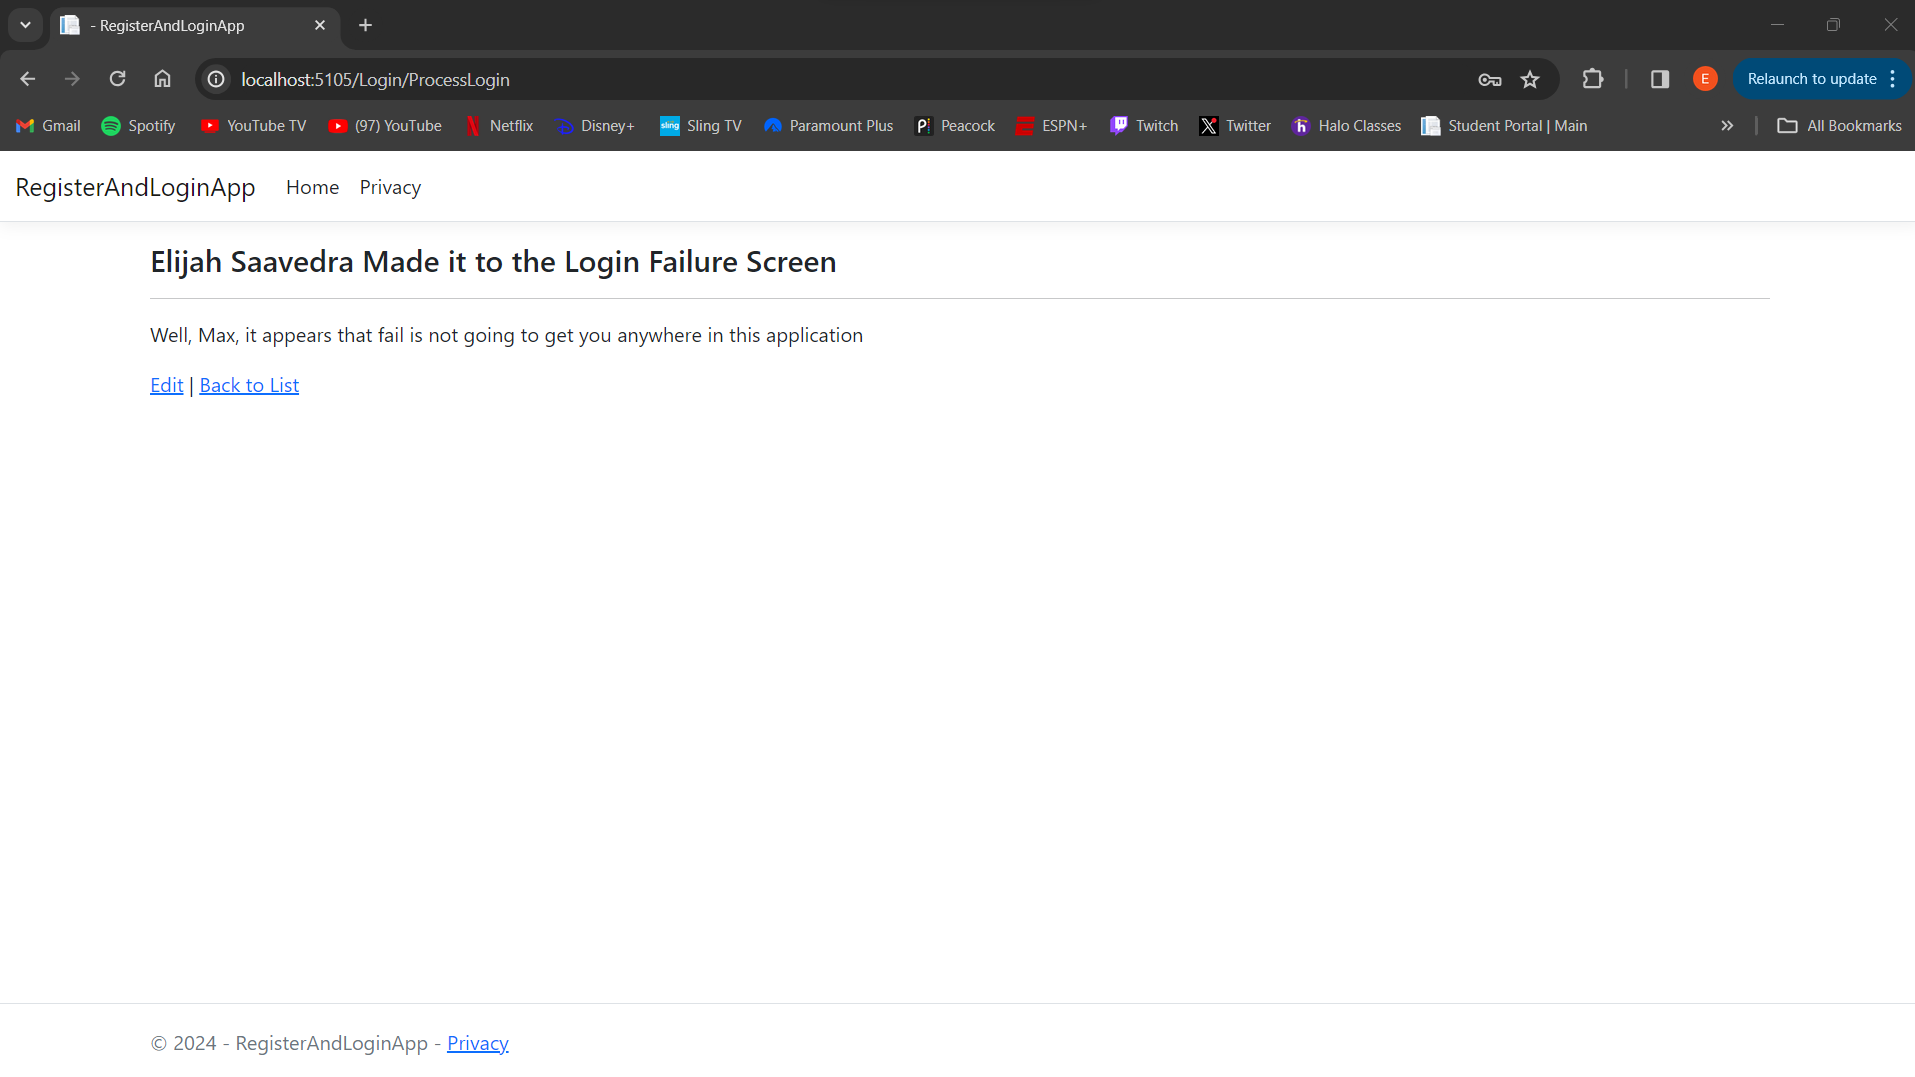 - RegisterAndLoginApp
localhost:5105/Login/ProcessLogin
E
Relaunch to update
Gmail Spotify YouTube TV (97) YouTube Netflix Disney+ sling Sling TV Paramount Plus Peacock ESPN+ Twitch Twitter h Halo Classes Student Portal | Main » All Bookmarks
RegisterAndLoginApp Home Privacy
Elijah Saavedra Made it to the Login Failure Screen
Well, Max, it appears that fail is not going to get you anywhere in this application
Edit | Back to List
© 2024 - RegisterAndLoginApp - Privacy